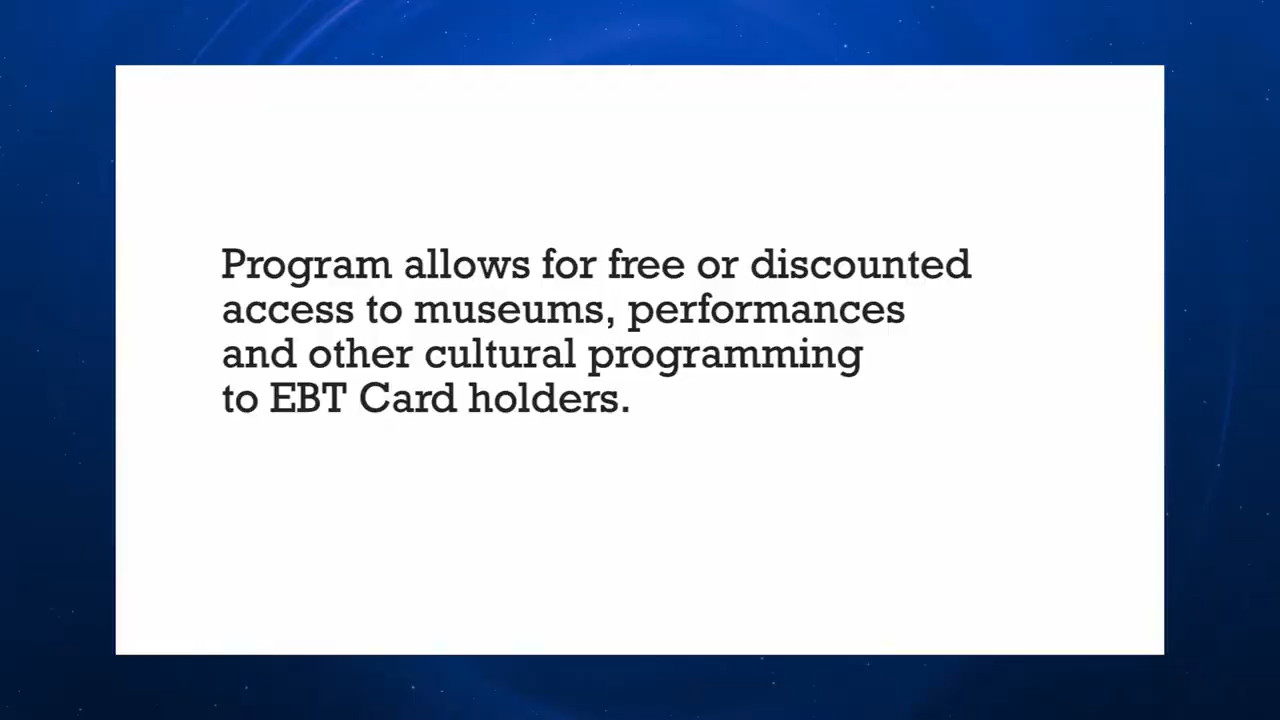 Program allows for free or discounted
access to museums, performances
and other cultural programming
to EBT Card holders.